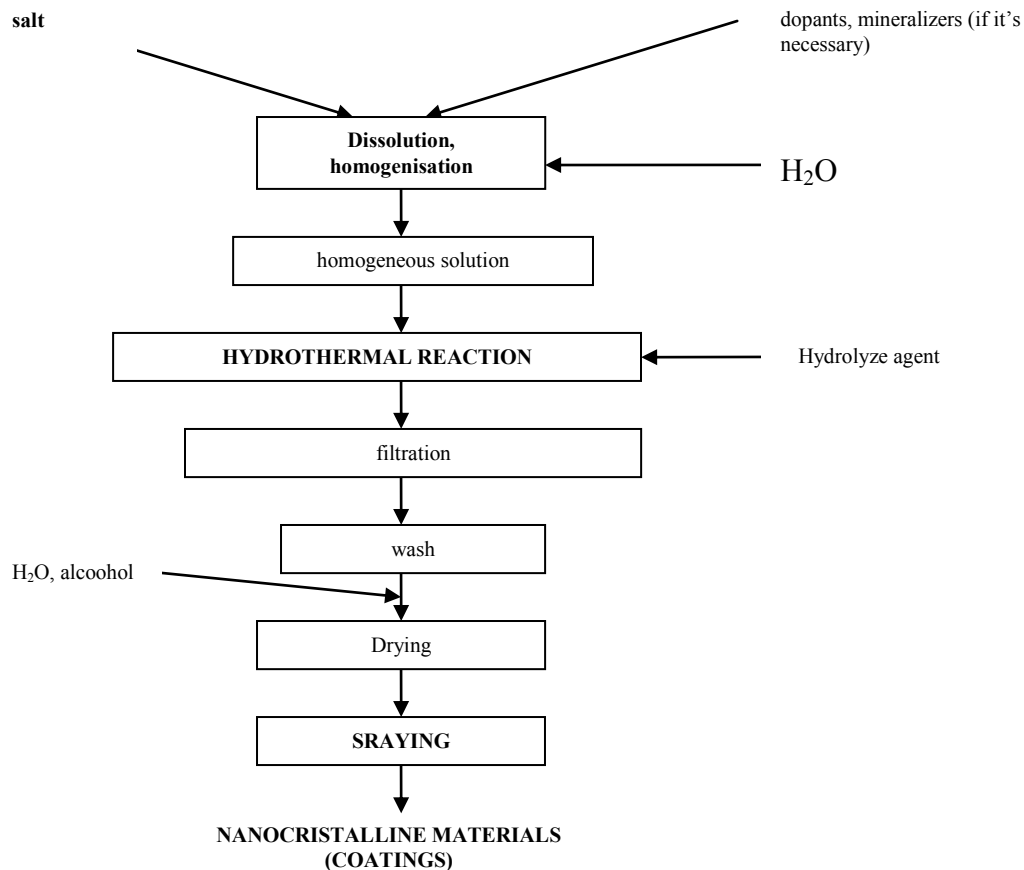 salt
dopants, mineralizers (if it's
necessary)
Dissolution,
homogenisation
H₂O
homogeneous solution
HYDROTHERMAL REACTION
Hydrolyze agent
filtration
wash
H₂O, alcoohol
Drying
SRAYING
NANOCRISTALLINE MATERIALS
(COATINGS)